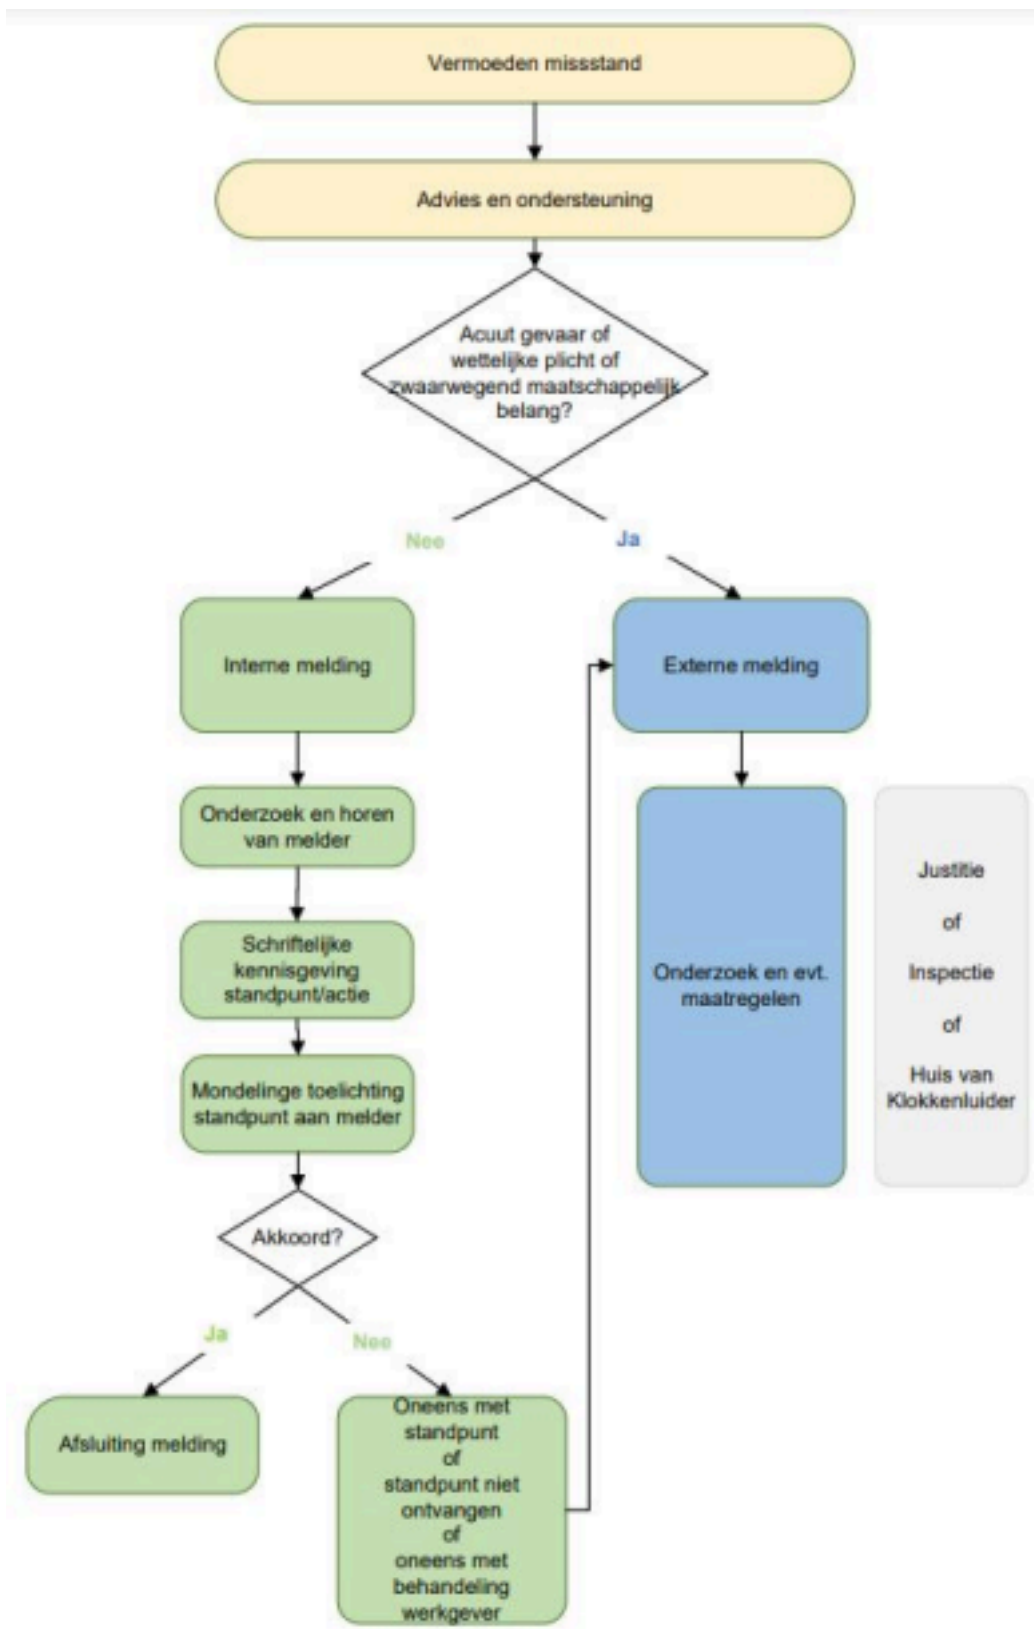 Vermoeden missstand
Advies en ondersteuning
Acuut gevaar of
wettelijke plicht of
zwaarwegend maatschappelijk
belang?
Nee
Ja
Interne melding
Externe melding
Onderzoek en horen
van melder
Schriftelijke
kennisgeving
standpunt/actie
Mondelinge toelichting
standpunt aan melder
Onderzoek en evt.
maatregelen
Justitie
of
Inspectie
of
Huis van
Klokkenluider
Akkoord?
Ja
Nee
Afsluiting melding
Oneens met
standpunt
of
standpunt niet
ontvangen
of
oneens met
behandeling
werkgever